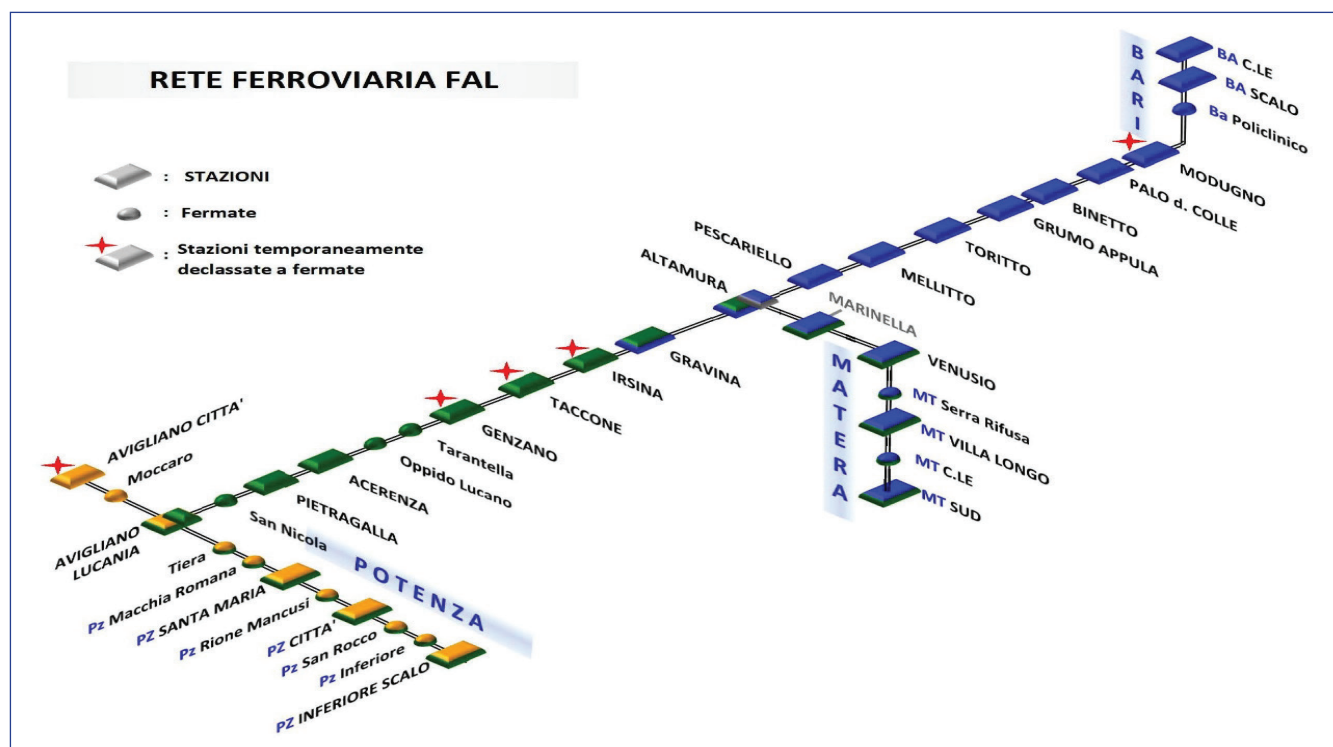 RETE FERROVIARIA FAL
: STAZIONI
: Fermate
: Stazioni temporaneamente
declassate a fermate
BARI
BA C.LE
BA SCALO
Ba Policlinico
MODUGNO
PALO d. COLLE
BINETTO
GRUMO APPULA
TORITTO
MELLITTO
PESCARIELLO
ALTAMURA
MARINELLA
VENUSIO
MATERA
MT Serra Rifusa
MT VILLA LONGO
MT C.LE
MT SUD
GRAVINA
IRSINA
TACCONE
GENZANO
Tarantella
Oppido Lucano
ACERENZA
PIETRAGALLA
San Nicola
AVIGLIANO CITTA'
Moccaro
AVIGLIANO
LUCANIA
POTENZA
Tiera
Pz Macchia Romana
PZ SANTA MARIA
Pz Rione Mancusi
PZ CITTA'
Pz San Rocco
Pz Inferiore
PZ INFERIORE SCALO